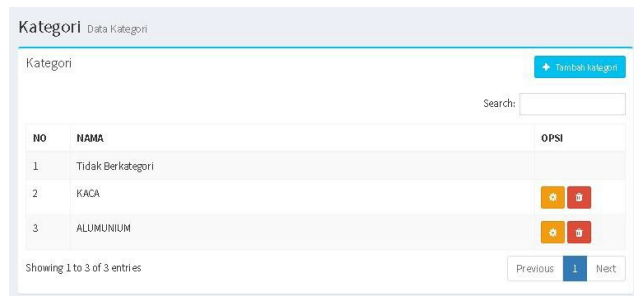 Kategori Data Kategori
Kategori
Tambah kategori
Search:
NO NAMA OPSI
1 Tidak Berkategori
2 KACA
3 ALUMUNIUM
Showing 1 to 3 of 3 entries
Previous 1 Next